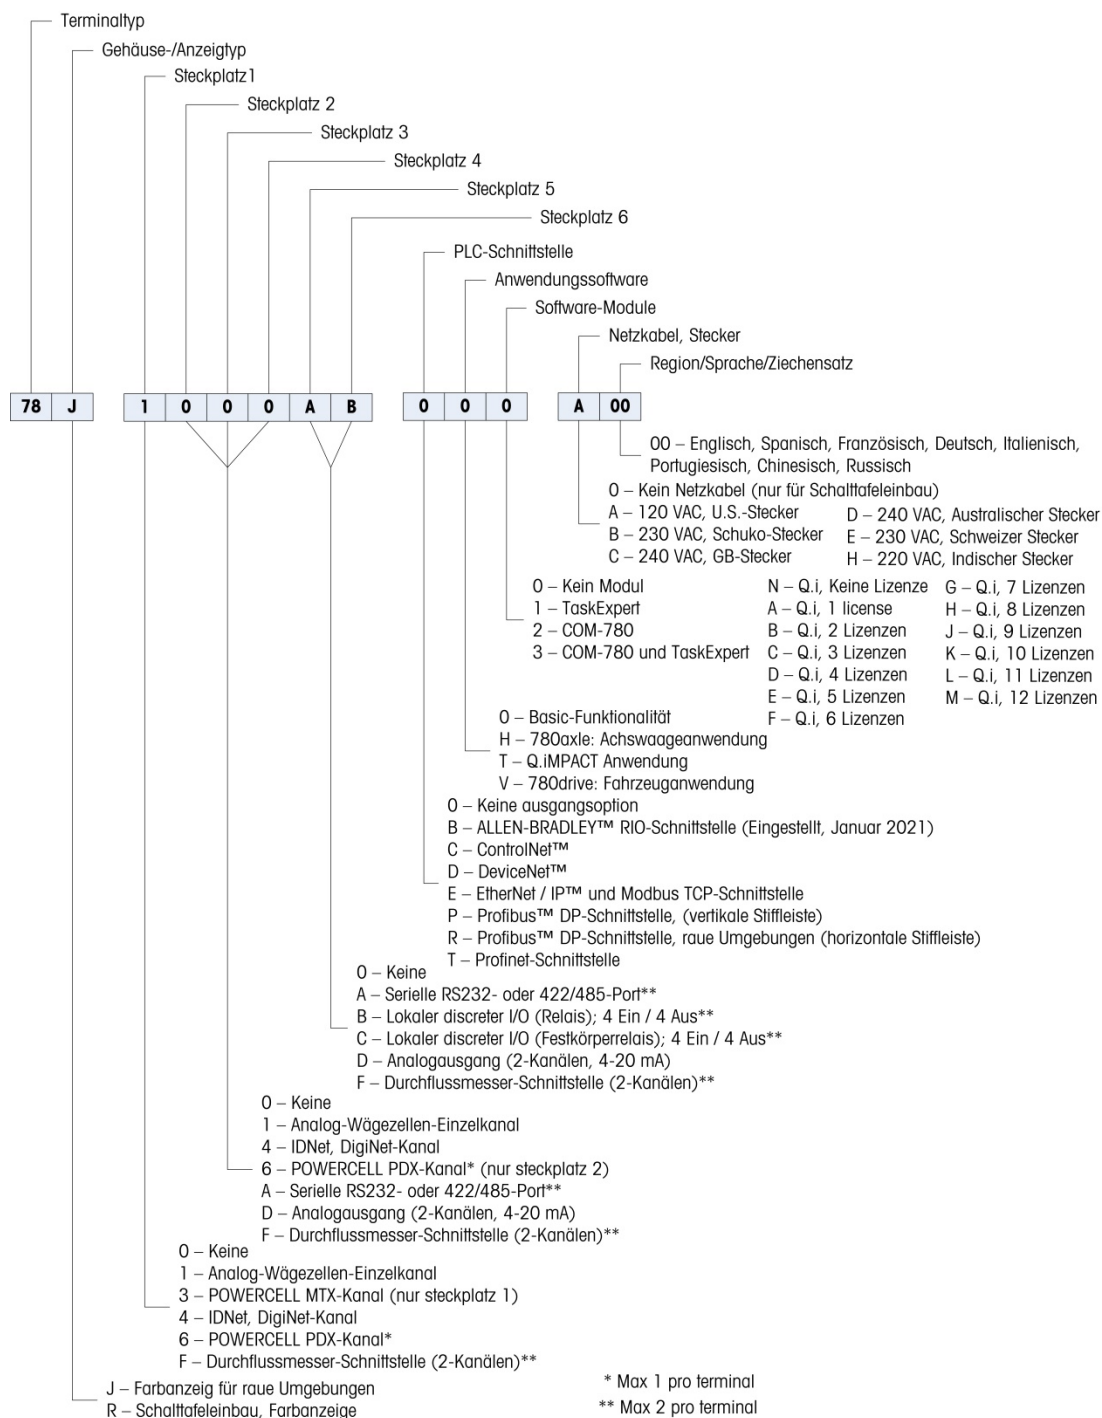 Terminaltyp
Gehäuse-/Anzeigtyp
Steckplatz1
Steckplatz 2
Steckplatz 3
Steckplatz 4
Steckplatz 5
Steckplatz 6
PLC-Schnittstelle
Anwendungssoftware
Software-Module
Netzkabel, Stecker
Region/Sprache/Ziechensatz
78 J 1 0 0 0 A B 0 0 0 A 00
00 – Englisch, Spanisch, Französisch, Deutsch, Italienisch,
Portugiesisch, Chinesisch, Russisch
0 – Kein Netzkabel (nur für Schalttafeleinbau)
A – 120 VAC, U.S.-Stecker
B – 230 VAC, Schuko-Stecker
C – 240 VAC, GB-Stecker
D – 240 VAC, Australischer Stecker
E – 230 VAC, Schweizer Stecker
H – 220 VAC, Indischer Stecker
0 – Kein Modul
1 – TaskExpert
2 – COM-780
3 – COM-780 und TaskExpert
N – Q.i, Keine Lizenze
A – Q.i, 1 license
B – Q.i, 2 Lizenzen
C – Q.i, 3 Lizenzen
D – Q.i, 4 Lizenzen
E – Q.i, 5 Lizenzen
F – Q.i, 6 Lizenzen
G – Q.i, 7 Lizenzen
H – Q.i, 8 Lizenzen
J – Q.i, 9 Lizenzen
K – Q.i, 10 Lizenzen
L – Q.i, 11 Lizenzen
M – Q.i, 12 Lizenzen
0 – Basic-Funktionalität
H – 780axle: Achswaageanwendung
T – Q.iMPACT Anwendung
V – 780drive: Fahrzeuganwendung
0 – Keine ausgangsoption
B – ALLEN-BRADLEY™ RIO-Schnittstelle (Eingestellt, Januar 2021)
C – ControlNet™
D – DeviceNet™
E – EtherNet / IP™ und Modbus TCP-Schnittstelle
P – Profibus™ DP-Schnittstelle, (vertikale Stiffleiste)
R – Profibus™ DP-Schnittstelle, raue Umgebungen (horizontale Stiffleiste)
T – Profinet-Schnittstelle
0 – Keine
A – Serielle RS232- oder 422/485-Port**
B – Lokaler discreter I/O (Relais); 4 Ein / 4 Aus**
C – Lokaler discreter I/O (Festkörperrelais); 4 Ein / 4 Aus**
D – Analogausgang (2-Kanälen, 4-20 mA)
F – Durchflussmesser-Schnittstelle (2-Kanälen)**
0 – Keine
1 – Analog-Wägezellen-Einzelkanal
4 – IDNet, DigiNet-Kanal
6 – POWERCELL PDX-Kanal* (nur steckplatz 2)
A – Serielle RS232- oder 422/485-Port**
D – Analogausgang (2-Kanälen, 4-20 mA)
F – Durchflussmesser-Schnittstelle (2-Kanälen)**
0 – Keine
1 – Analog-Wägezellen-Einzelkanal
3 – POWERCELL MTX-Kanal (nur steckplatz 1)
4 – IDNet, DigiNet-Kanal
6 – POWERCELL PDX-Kanal*
F – Durchflussmesser-Schnittstelle (2-Kanälen)**
J – Farbanzeig für raue Umgebungen
R – Schalttafeleinbau, Farbanzeige
* Max 1 pro terminal
** Max 2 pro terminal